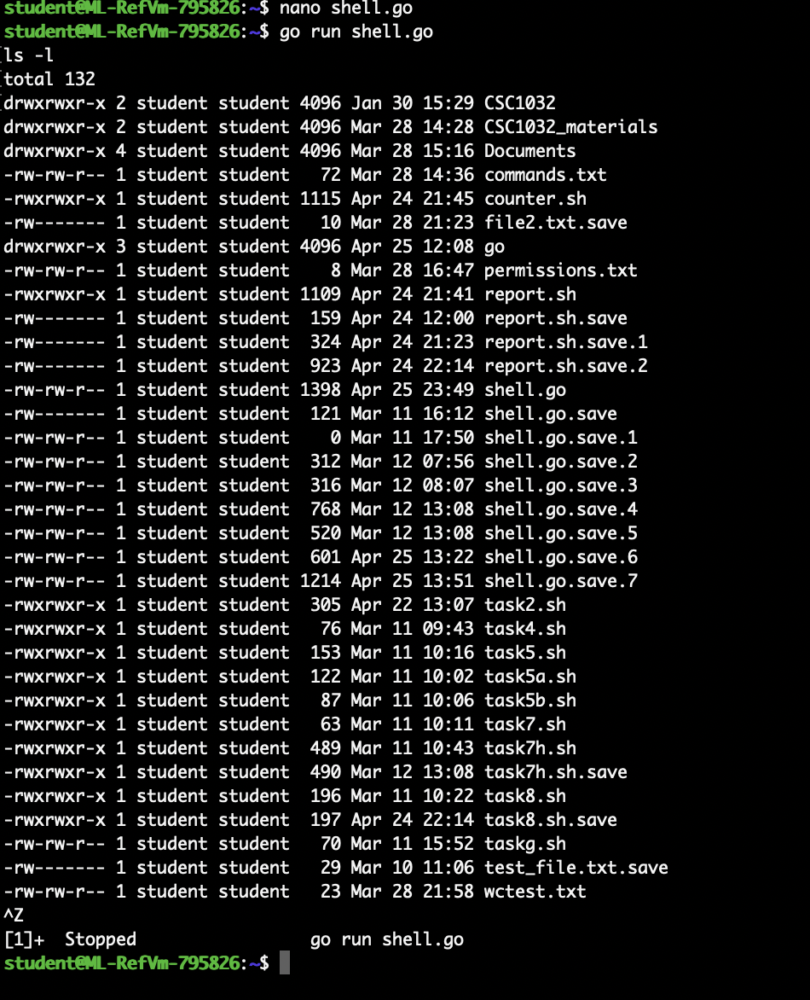 student@ML-RefVm-795826:~$ nano shell.go
student@ML-RefVm-795826:~$ go run shell.go
ls -l
total 132
drwxrwxr-x 2 student student 4096 Jan 30 15:29 CSC1032
drwxrwxr-x 2 student student 4096 Mar 28 14:28 CSC1032_materials
drwxrwxr-x 4 student student 4096 Mar 28 15:16 Documents
-rw-rw-r-- 1 student student   72 Mar 28 14:36 commands.txt
-rwxrwxr-x 1 student student 1115 Apr 24 21:45 counter.sh
-rw------- 1 student student   10 Mar 28 21:23 file2.txt.save
drwxrwxr-x 3 student student 4096 Apr 25 12:08 go
-rw-rw-r-- 1 student student    8 Mar 28 16:47 permissions.txt
-rwxrwxr-x 1 student student 1109 Apr 24 21:41 report.sh
-rw------- 1 student student  159 Apr 24 12:00 report.sh.save
-rw------- 1 student student  324 Apr 24 21:23 report.sh.save.1
-rw------- 1 student student  923 Apr 24 22:14 report.sh.save.2
-rw-rw-r-- 1 student student 1398 Apr 25 23:49 shell.go
-rw------- 1 student student  121 Mar 11 16:12 shell.go.save
-rw-rw-r-- 1 student student    0 Mar 11 17:50 shell.go.save.1
-rw-rw-r-- 1 student student  312 Mar 12 07:56 shell.go.save.2
-rw-rw-r-- 1 student student  316 Mar 12 08:07 shell.go.save.3
-rw-rw-r-- 1 student student  768 Mar 12 13:08 shell.go.save.4
-rw-rw-r-- 1 student student  520 Mar 12 13:08 shell.go.save.5
-rw-rw-r-- 1 student student  601 Apr 25 13:22 shell.go.save.6
-rw-rw-r-- 1 student student 1214 Apr 25 13:51 shell.go.save.7
-rwxrwxr-x 1 student student  305 Apr 22 13:07 task2.sh
-rwxrwxr-x 1 student student   76 Mar 11 09:43 task4.sh
-rwxrwxr-x 1 student student  153 Mar 11 10:16 task5.sh
-rwxrwxr-x 1 student student  122 Mar 11 10:02 task5a.sh
-rwxrwxr-x 1 student student   87 Mar 11 10:06 task5b.sh
-rwxrwxr-x 1 student student   63 Mar 11 10:11 task7.sh
-rwxrwxr-x 1 student student  489 Mar 11 10:43 task7h.sh
-rwxrwxr-x 1 student student  490 Mar 12 13:08 task7h.sh.save
-rwxrwxr-x 1 student student  196 Mar 11 10:22 task8.sh
-rwxrwxr-x 1 student student  197 Apr 24 22:14 task8.sh.save
-rw-rw-r-- 1 student student   70 Mar 11 15:52 taskg.sh
-rw------- 1 student student   29 Mar 10 11:06 test_file.txt.save
-rw-rw-r-- 1 student student   23 Mar 28 21:58 wctest.txt
^Z
[1]+  Stopped                 go run shell.go
student@ML-RefVm-795826:~$